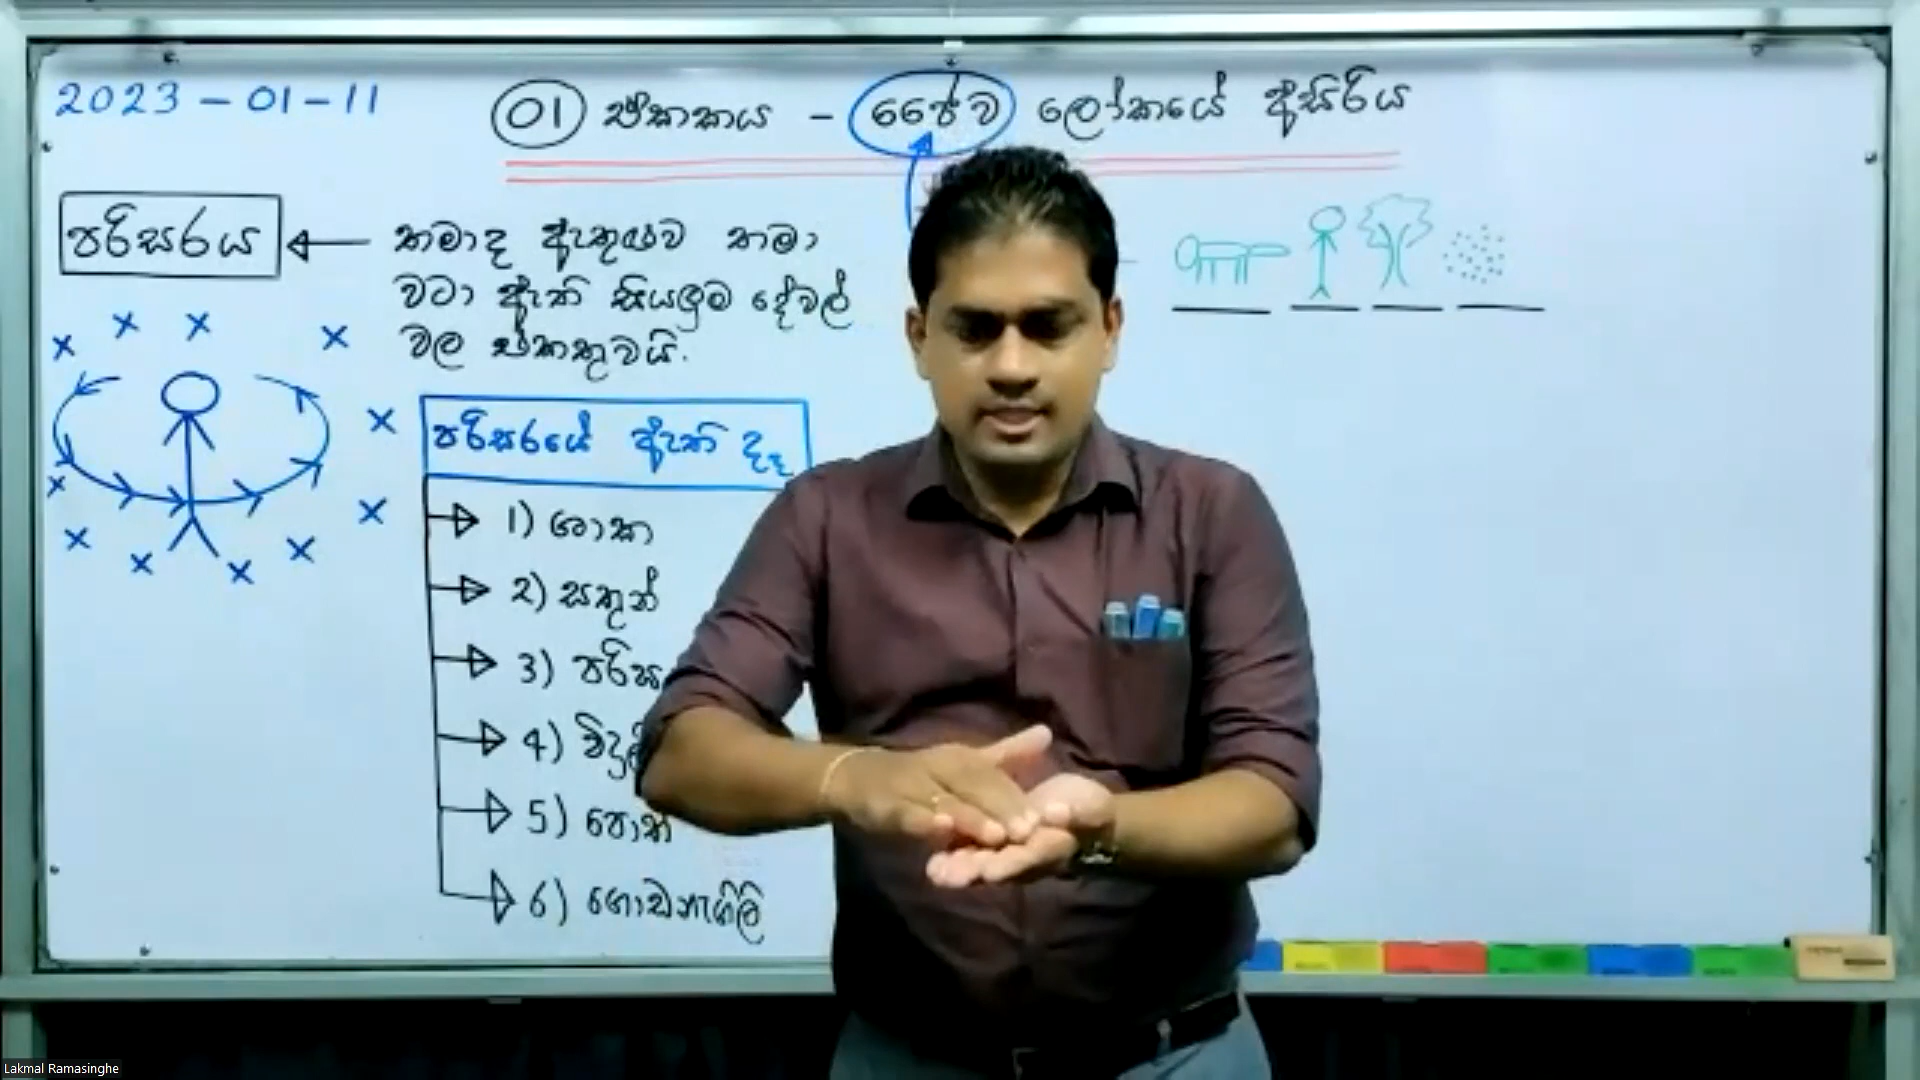 2023 - 01 - 11
01 ඒකකය - ජෛව ලෝකයේ අසිරිය
පරිසරය
තමාද ඇතුළුව තමා
වටා ඇති සියලුම දේවල්
වල එකතුවයි.
පරිසරයේ ඇති දෑ
1) ගොක
2) සතුන්
3) පරිස
4) විදුලි
5) පොත්
6) ගොඩනැගිලි
Lakmal Ramasinghe